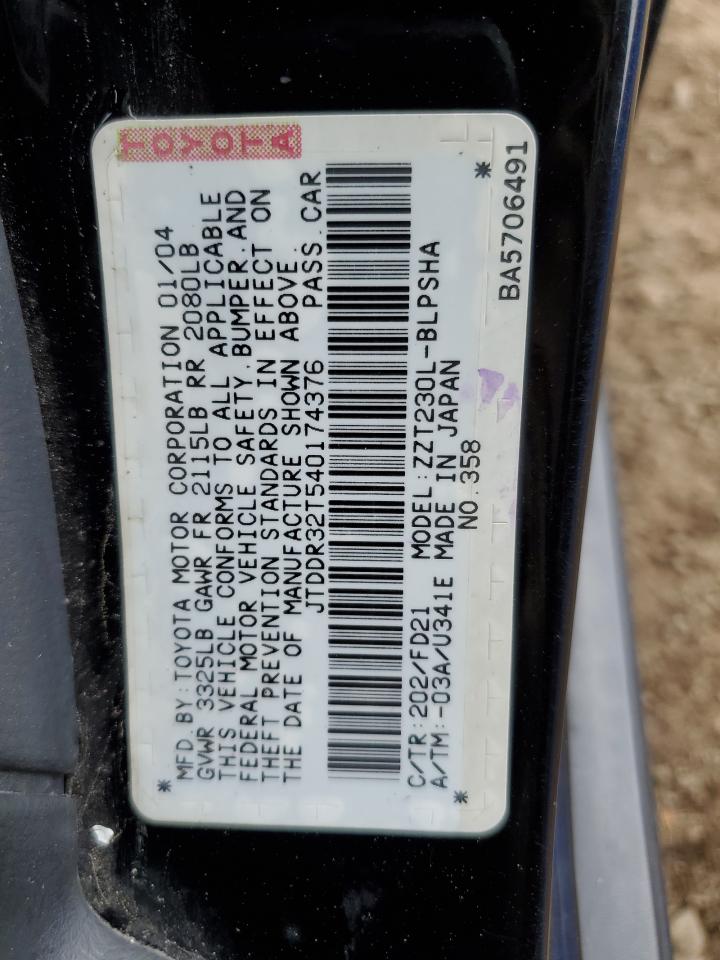 TOYOTA
MFD. BY: TOYOTA MOTOR CORPORATION 01/04
GVWR 3325LB GAWR FR 2115LB RR 2080LB
THIS VEHICLE CONFORMS TO ALL APPLICABLE
FEDERAL MOTOR VEHICLE SAFETY, BUMPER, AND
THEFT PREVENTION STANDARDS IN EFFECT ON
THE DATE OF MANUFACTURE SHOWN ABOVE.
JTDDR32T540174376 PASS. CAR
C/TR: 202/FD21 MODEL: ZZT230L-BLPSHA
A/TM: -03A/U341E MADE IN JAPAN
NO. 358
BA5706491